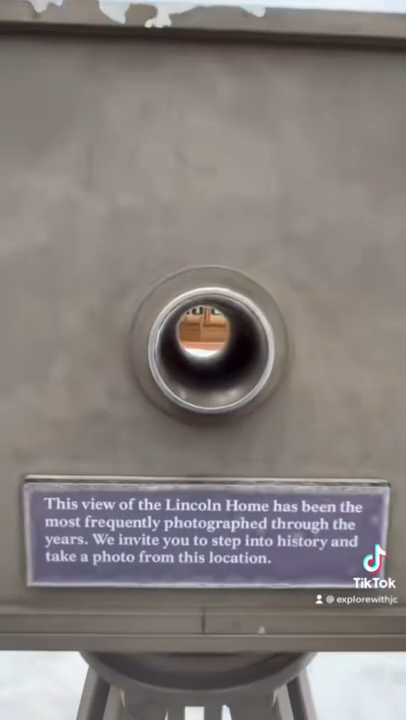 This view of the Lincoln Home has been the
most frequently photographed through the
years. We invite you to step into history and
take a photo from this location.
TikTok
@ explorewithjc